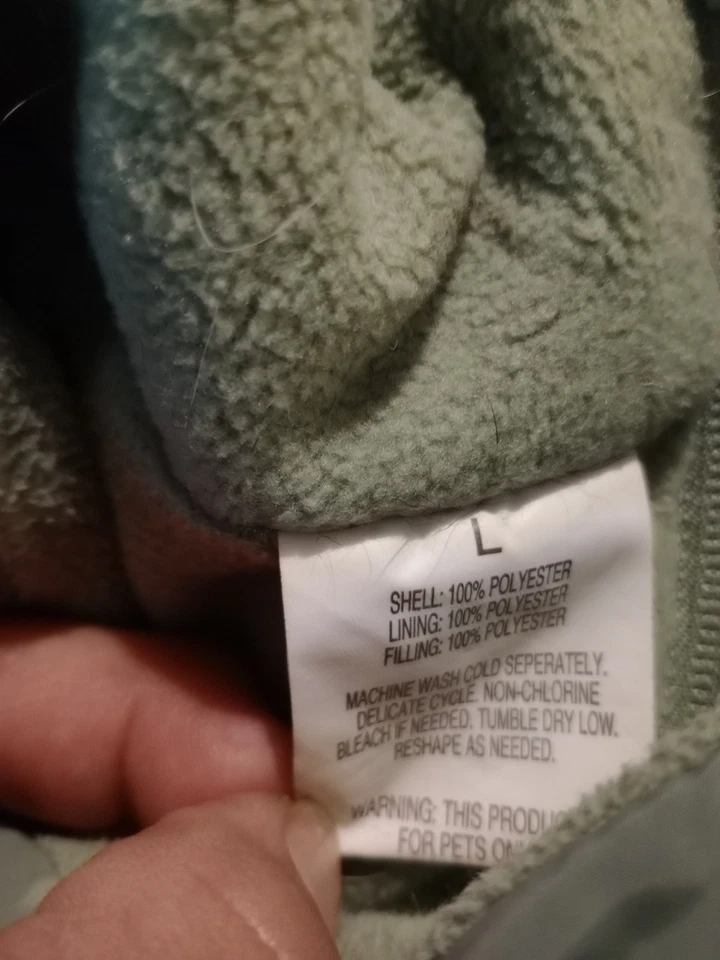 L
SHELL: 100% POLYESTER
LINING: 100% POLYESTER
FILLING: 100% POLYESTER
MACHINE WASH COLD SEPERATELY.
DELICATE CYCLE. NON-CHLORINE
BLEACH IF NEEDED. TUMBLE DRY LOW.
RESHAPE AS NEEDED.
WARNING: THIS
FOR PETS